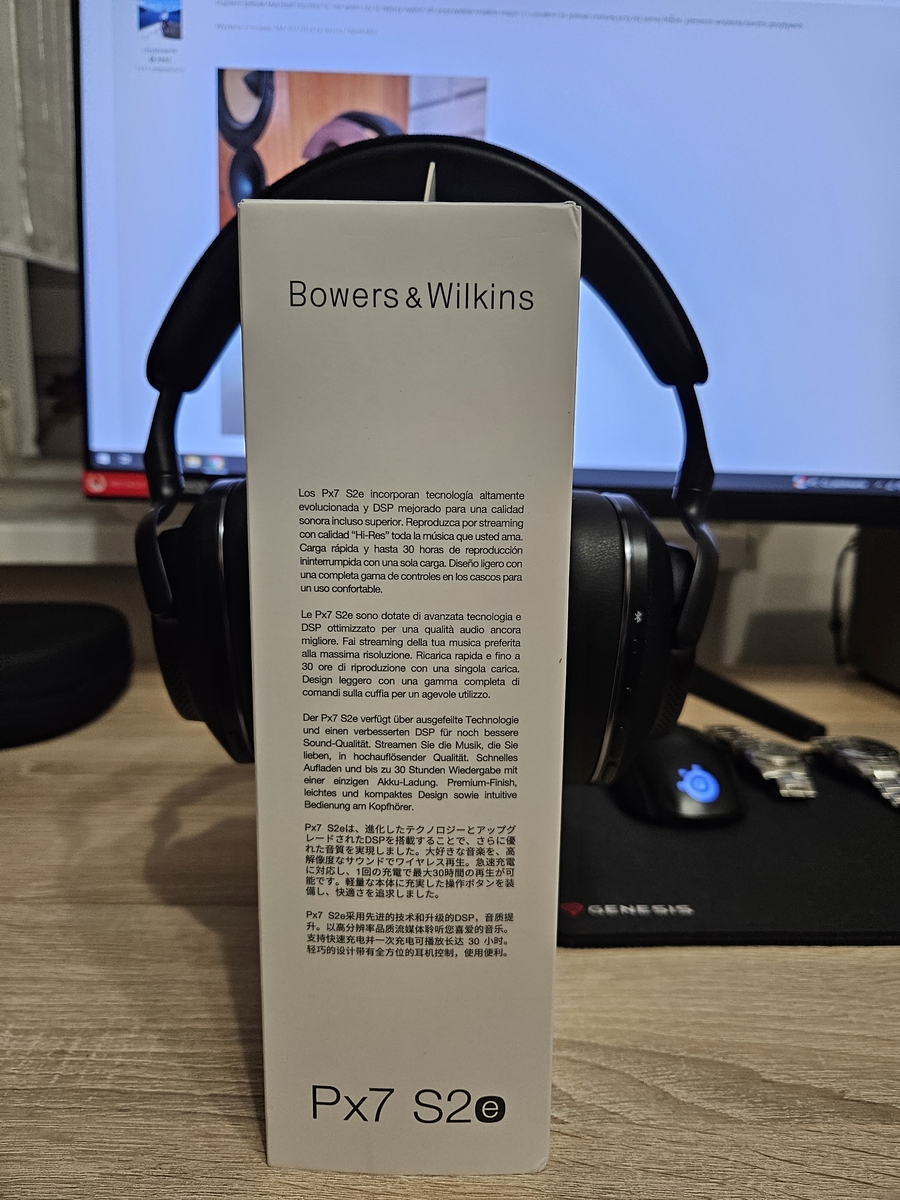 Bowers & Wilkins
Los Px7 S2e incorporan tecnología altamente
evolucionada y DSP mejorado para una calidad
sonora incluso superior. Reproduzca por streaming
con calidad “Hi-Res” toda la música que usted ama.
Carga rápida y hasta 30 horas de reproducción
ininterrumpida con una sola carga. Diseño ligero con
una completa gama de controles en los cascos para
un uso confortable.
Le Px7 S2e sono dotate di avanzata tecnologia e
DSP ottimizzato per una qualità audio ancora
migliore. Fai streaming della tua musica preferita
alla massima risoluzione. Ricarica rapida e fino a
30 ore di riproduzione con una singola carica.
Design leggero con una gamma completa di
comandi sulla cuffia per un agevole utilizzo.
Der Px7 S2e verfügt über ausgefeilte Technologie
und einen verbesserten DSP für noch bessere
Sound-Qualität. Streamen Sie die Musik, die Sie
lieben, in hochauflösender Qualität. Schnelles
Aufladen und bis zu 30 Stunden Wiedergabe mit
einer einzigen Akku-Ladung. Premium-Finish,
leichtes und kompaktes Design sowie intuitive
Bedienung am Kopfhörer.
Px7 S2eは、進化したテクノロジーとアップグ
レードされたDSPを搭載することで、さらに優
れた音質を実現しました。大好きな音楽を、高
解像度なサウンドでワイヤレス再生。急速充電
に対応し、1回の充電で最大30時間の再生が可
能です。軽量な本体に充実した操作ボタンを装
備し、快適さを追求しました。
Px7 S2e采用先进的技术和升级的DSP，音质提
升。以高分辨率品质流媒体聆听您喜爱的音乐。
支持快速充电并一次充电可播放长达 30 小时。
轻巧的设计带有全方位的耳机控制，使用便利。
GENESIS
Px7 S2e